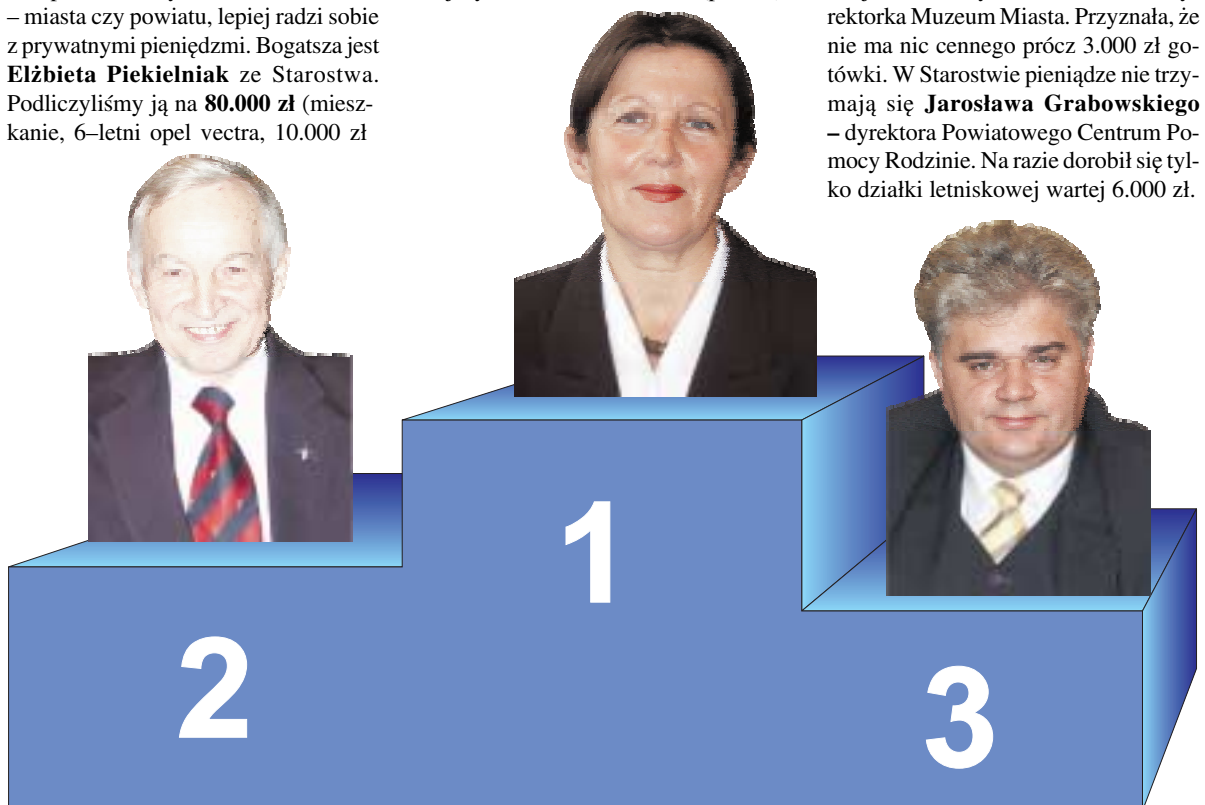 – miasta czy powiatu, lepiej radzi sobie
z prywatnymi pieniędzmi. Bogatsza jest
Elżbieta Piekielniak ze Starostwa.
Podliczyliśmy ją na 80.000 zł (miesz-
kanie, 6–letni opel vectra, 10.000 zł
rektorka Muzeum Miasta. Przyznała, że
nie ma nic cennego prócz 3.000 zł go-
tówki. W Starostwie pieniądze nie trzy-
mają się Jarosława Grabowskiego
– dyrektora Powiatowego Centrum Po-
mocy Rodzinie. Na razie dorobił się tyl-
ko działki letniskowej wartej 6.000 zł.
1
2
3